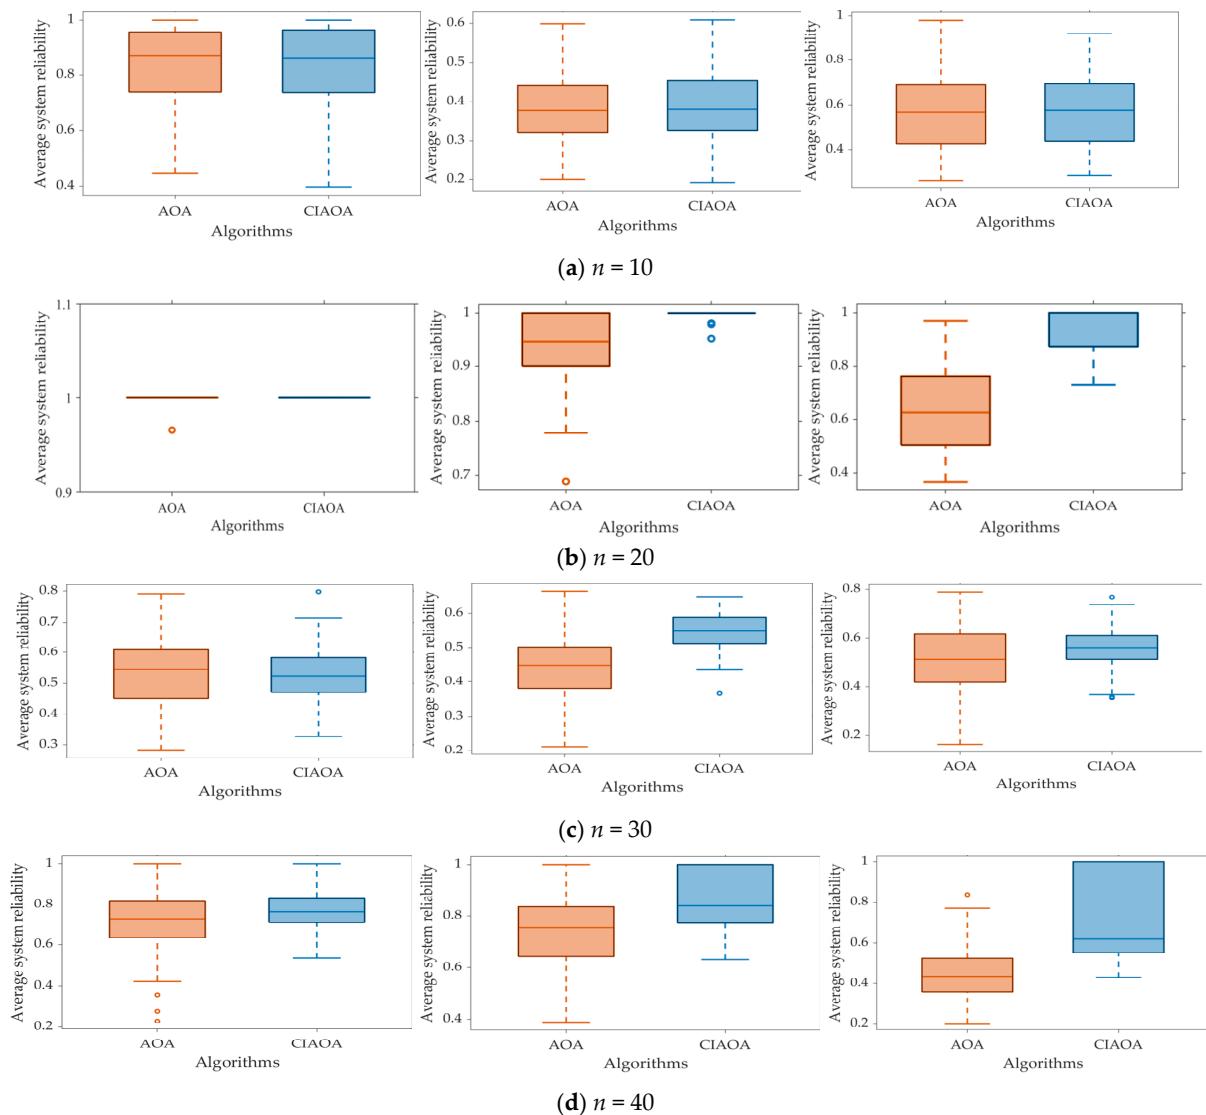 Average system reliability
1
0.8
0.6
0.4
AOA CIAOA
Algorithms
Average system reliability
0.6
0.5
0.4
0.3
0.2
AOA CIAOA
Algorithms
Average system reliability
1
0.8
0.6
0.4
AOA CIAOA
Algorithms
(a) n = 10
Average system reliability
1.1
1
0.9
AOA CIAOA
Algorithms
Average system reliability
1
0.9
0.8
0.7
AOA CIAOA
Algorithms
Average system reliability
1
0.8
0.6
0.4
AOA CIAOA
Algorithms
(b) n = 20
Average system reliability
0.8
0.7
0.6
0.5
0.4
0.3
AOA CIAOA
Algorithms
Average system reliability
0.6
0.5
0.4
0.3
0.2
AOA CIAOA
Algorithms
Average system reliability
0.8
0.6
0.4
0.2
AOA CIAOA
Algorithms
(c) n = 30
Average system reliability
1
0.8
0.6
0.4
0.2
AOA CIAOA
Algorithms
Average system reliability
1
0.8
0.6
0.4
AOA CIAOA
Algorithms
Average system reliability
1
0.8
0.6
0.4
0.2
AOA CIAOA
Algorithms
(d) n = 40